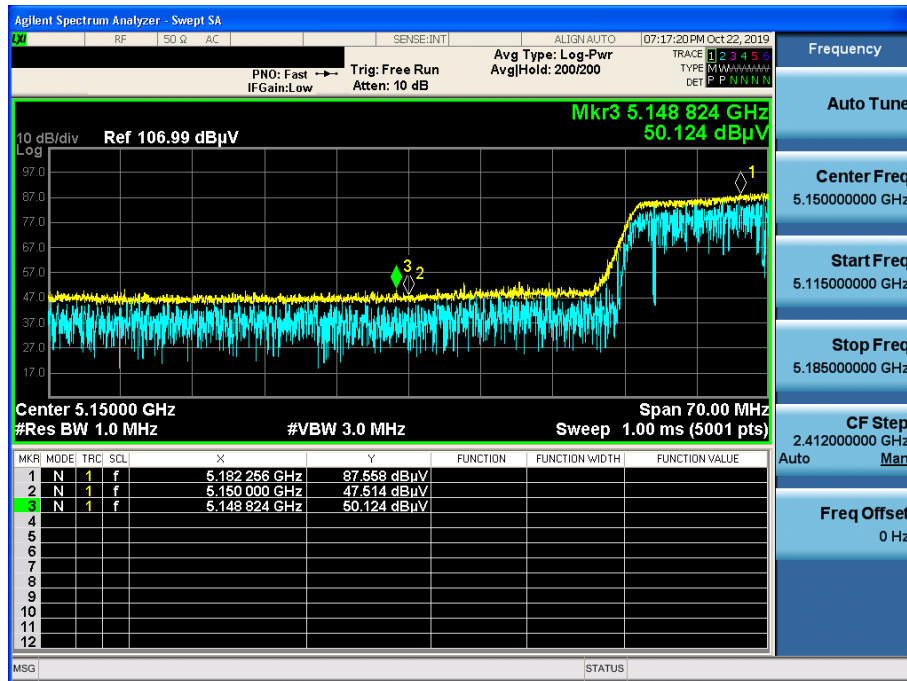 Agilent Spectrum Analyzer - Swept SA
LXI RF 50 Ω AC SENSE:INT ALIGN AUTO 07:17:20 PM Oct 22, 2019
PNO: Fast Trig: Free Run Avg Type: Log-Pwr TRACE 1 2 3 4 5 6
IFGain:Low Atten: 10 dB Avg|Hold: 200/200 TYPE M W W W W W
DET P P N N N N
Mkr3 5.148 824 GHz
50.124 dBµV
10 dB/div Ref 106.99 dBµV
Log
97.0
87.0
77.0
67.0
57.0
47.0
37.0
27.0
17.0
1
3
2
Center 5.15000 GHz Span 70.00 MHz
#Res BW 1.0 MHz #VBW 3.0 MHz Sweep 1.00 ms (5001 pts)
MKR MODE TRC SCL X Y FUNCTION FUNCTION WIDTH FUNCTION VALUE
1 N 1 f 5.182 256 GHz 87.558 dBµV
2 N 1 f 5.150 000 GHz 47.514 dBµV
3 N 1 f 5.148 824 GHz 50.124 dBµV
4
5
6
7
8
9
10
11
12
MSG STATUS
Frequency
Auto Tune
Center Freq
5.150000000 GHz
Start Freq
5.115000000 GHz
Stop Freq
5.185000000 GHz
CF Step
2.412000000 GHz
Auto Man
Freq Offset
0 Hz